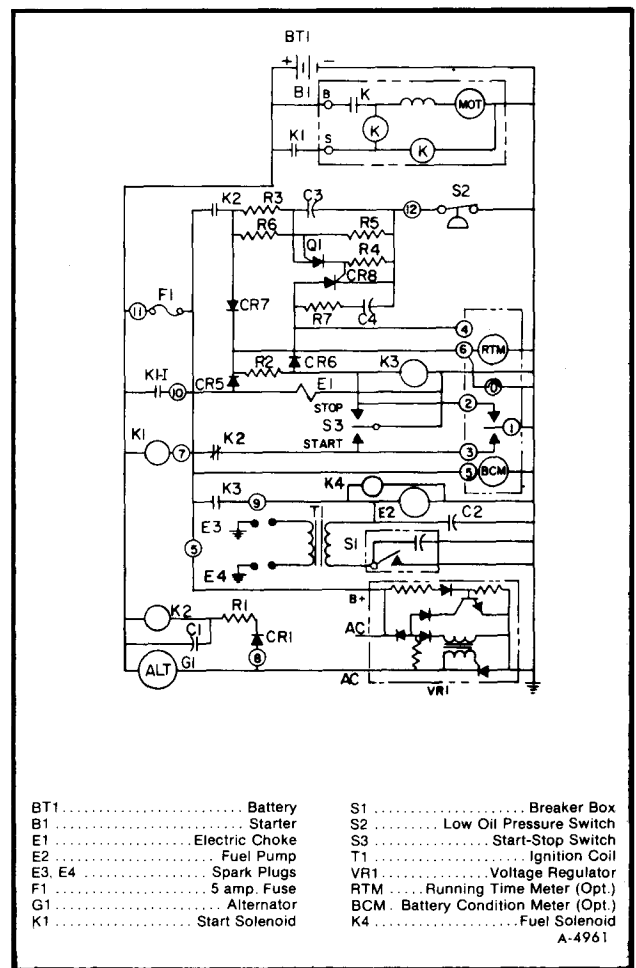 BT1
+ −
B1 B K MOT
K
K1 S K
K2 R3 C3 12 S2
R6 R5
Q1 R4
CR8
11 F1 CR7 R7 C4 4
6 RTM
R2 CR6 K3
K1-I 10 CR5 E1 2
STOP
S3 1
START
K1 7 K2 3
K4 5 BCM
K3 9 E2
E3 T1 C2
S1
5 E4
B+
K2 R1
C1 AC
CR1
ALT G1 8 AC
VR1
BT1 ........................ Battery
B1 ......................... Starter
E1 .................. Electric Choke
E2 ...................... Fuel Pump
E3, E4 ................ Spark Plugs
F1 ..................... 5 amp. Fuse
G1 ...................... Alternator
K1 .................. Start Solenoid
S1 ..................... Breaker Box
S2 ......... Low Oil Pressure Switch
S3 ............... Start-Stop Switch
T1 ................... Ignition Coil
VR1 .............. Voltage Regulator
RTM ..... Running Time Meter (Opt.)
BCM . Battery Condition Meter (Opt.)
K4 ................... Fuel Solenoid
A-4961